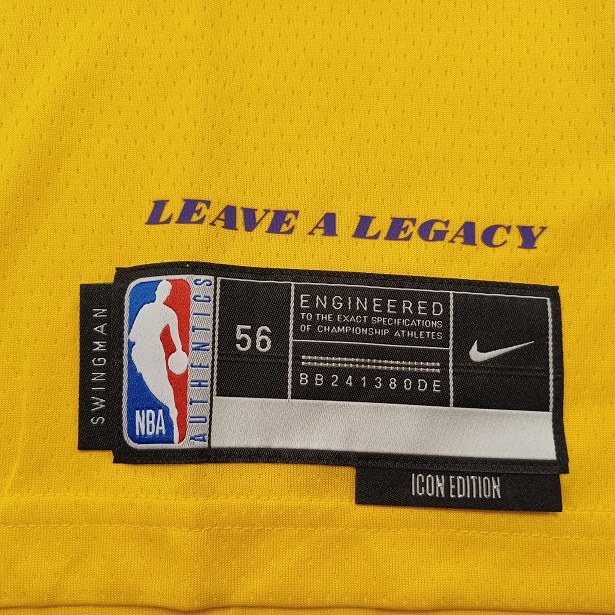 LEAVE A LEGACY
SWINGMAN
NBA
AUTHENTICS
56
ENGINEERED
TO THE EXACT SPECIFICATIONS
OF CHAMPIONSHIP ATHLETES
BB241380DE
ICON EDITION